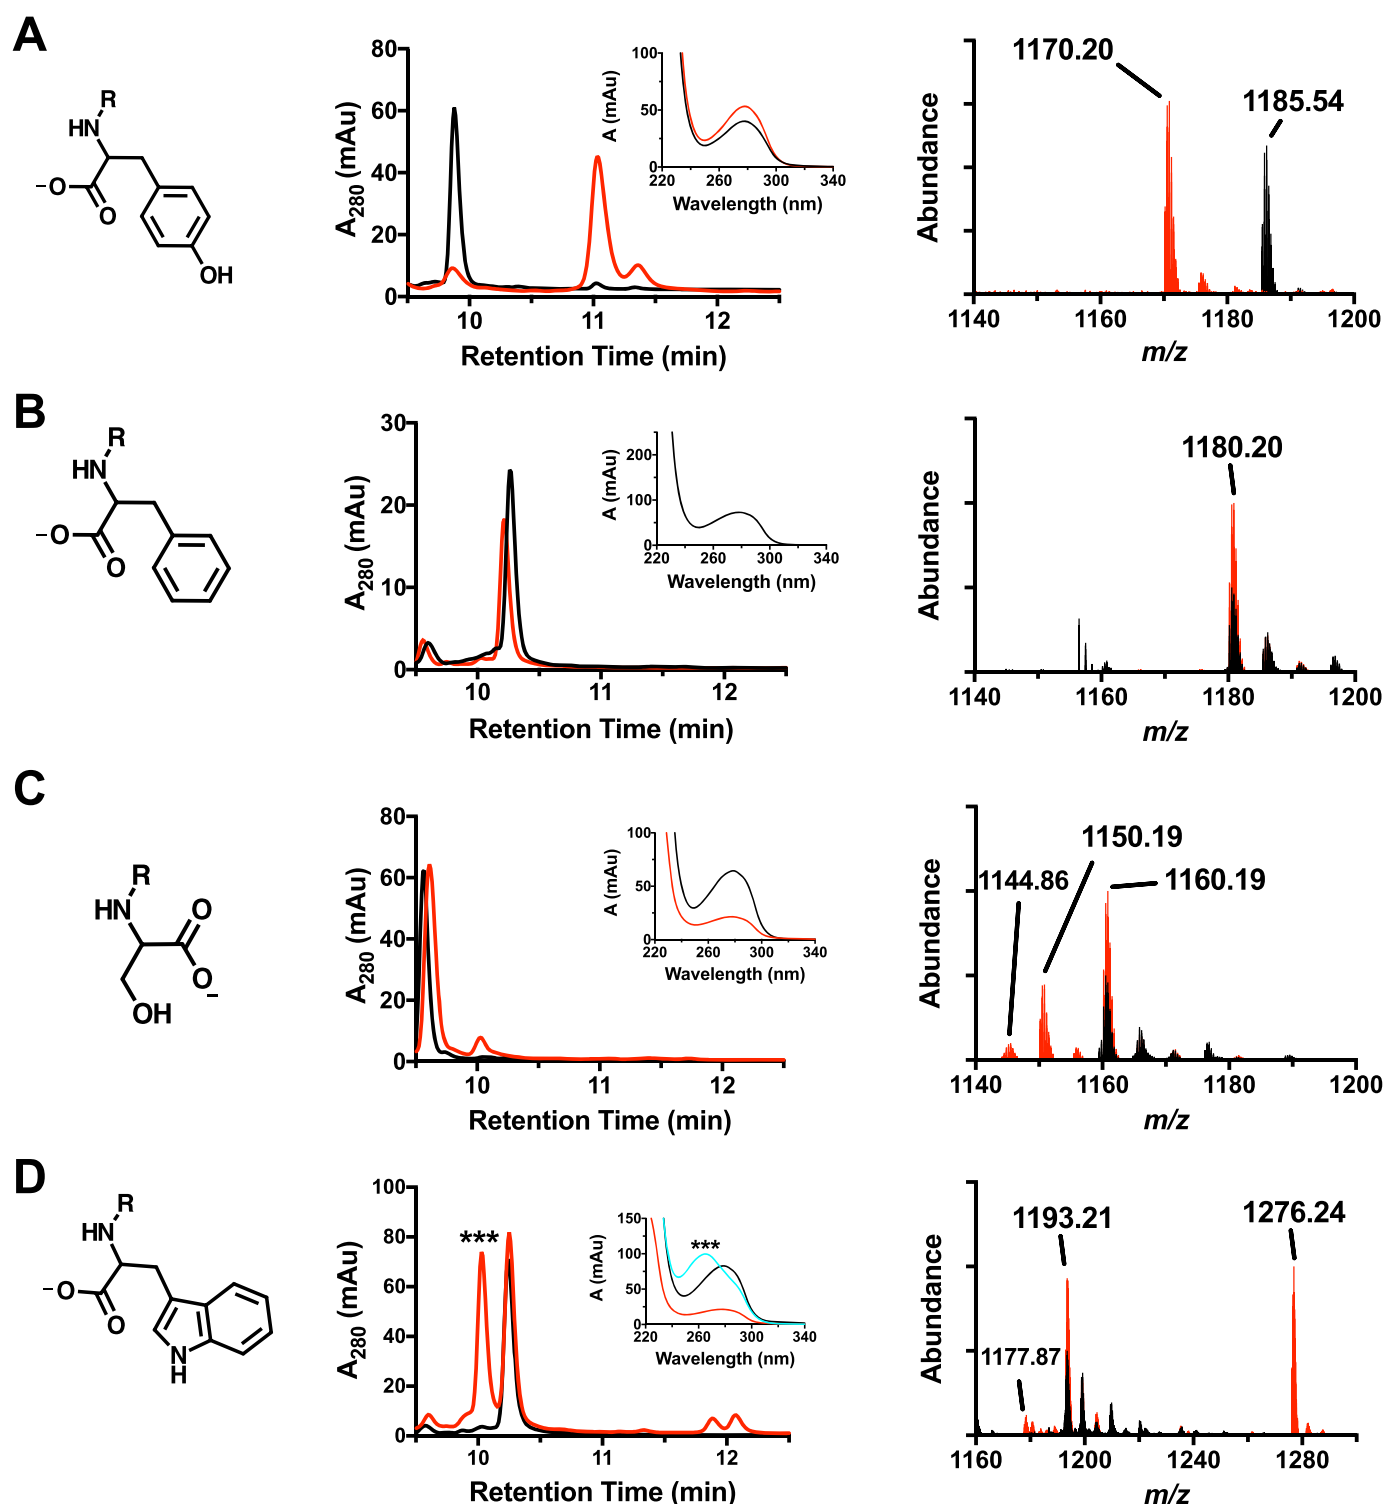 A
R
HN
−O
O
OH
80
60
40
20
0
A280 (mAu)
10
11
12
Retention Time (min)
100
50
0
A (mAu)
220
260
300
340
Wavelength (nm)
1170.20
1185.54
Abundance
1140
1160
1180
1200
m/z
B
R
HN
−O
O
30
20
10
0
A280 (mAu)
10
11
12
Retention Time (min)
200
100
0
A (mAu)
220
260
300
340
Wavelength (nm)
1180.20
Abundance
1140
1160
1180
1200
m/z
C
R
HN
O
O−
OH
80
60
40
20
0
A280 (mAu)
10
11
12
Retention Time (min)
100
50
0
A (mAu)
220
260
300
340
Wavelength (nm)
1150.19
1144.86
1160.19
Abundance
1140
1160
1180
1200
m/z
D
R
HN
−O
O
N
H
100
80
60
40
20
0
A280 (mAu)
***
10
11
12
Retention Time (min)
150
100
50
0
A (mAu)
***
220
260
300
340
Wavelength (nm)
1193.21
1276.24
1177.87
Abundance
1160
1200
1240
1280
m/z